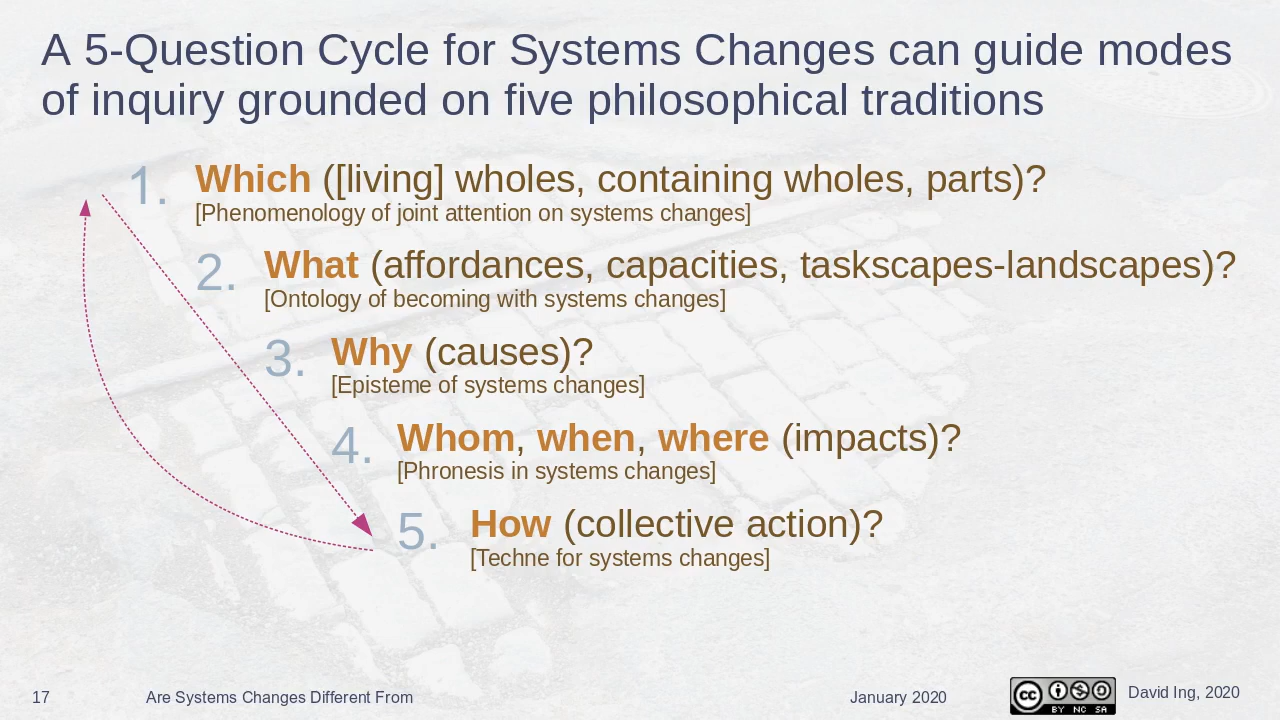 A 5-Question Cycle for Systems Changes can guide modes
of inquiry grounded on five philosophical traditions
1. Which ([living] wholes, containing wholes, parts)?
[Phenomenology of joint attention on systems changes]
2. What (affordances, capacities, taskscapes-landscapes)?
[Ontology of becoming with systems changes]
3. Why (causes)?
[Episteme of systems changes]
4. Whom, when, where (impacts)?
[Phronesis in systems changes]
5. How (collective action)?
[Techne for systems changes]
17 Are Systems Changes Different From January 2020 cc BY NC SA David Ing, 2020